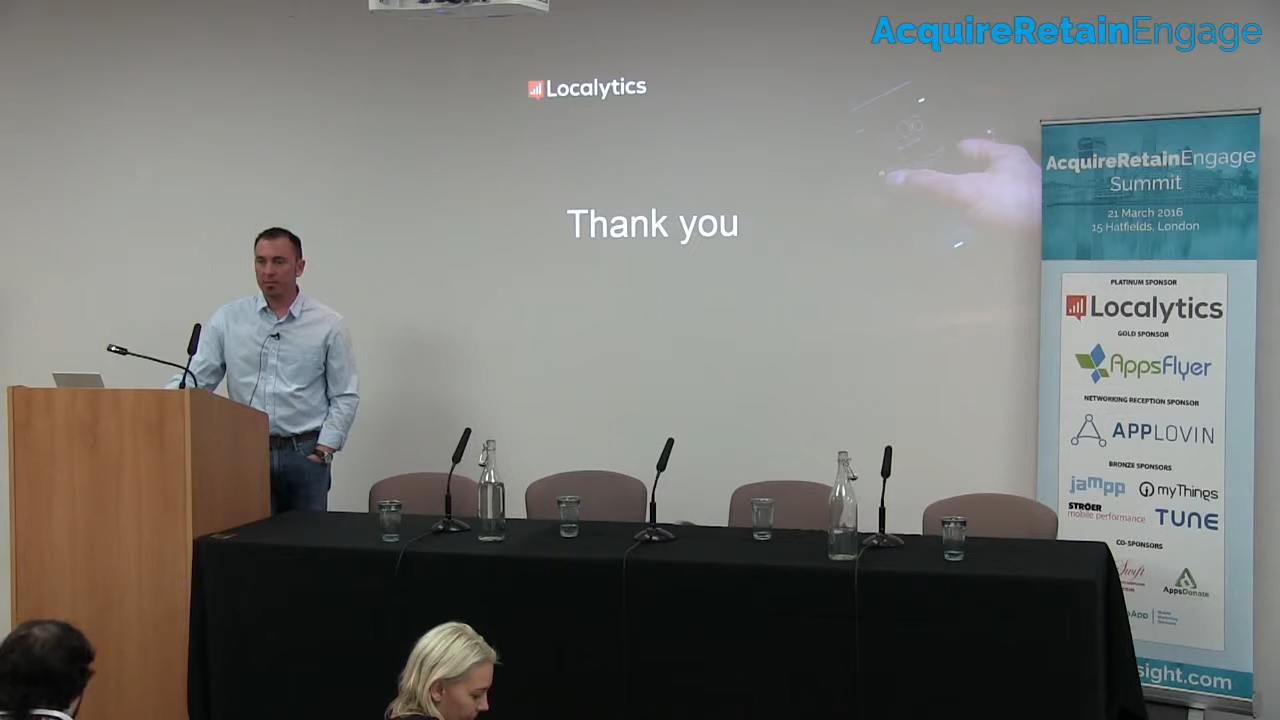 AcquireRetainEngage
Localytics
Thank you
AcquireRetainEngage
Summit
21 March 2016
15 Hatfields, London
PLATINUM SPONSOR
Localytics
GOLD SPONSOR
AppsFlyer
NETWORKING RECEPTION SPONSOR
APPLOVIN
BRONZE SPONSORS
jampp
myThings
STRÖER
mobile performance
TUNE
CO-SPONSORS
Swift
AppsDonate
sight.com